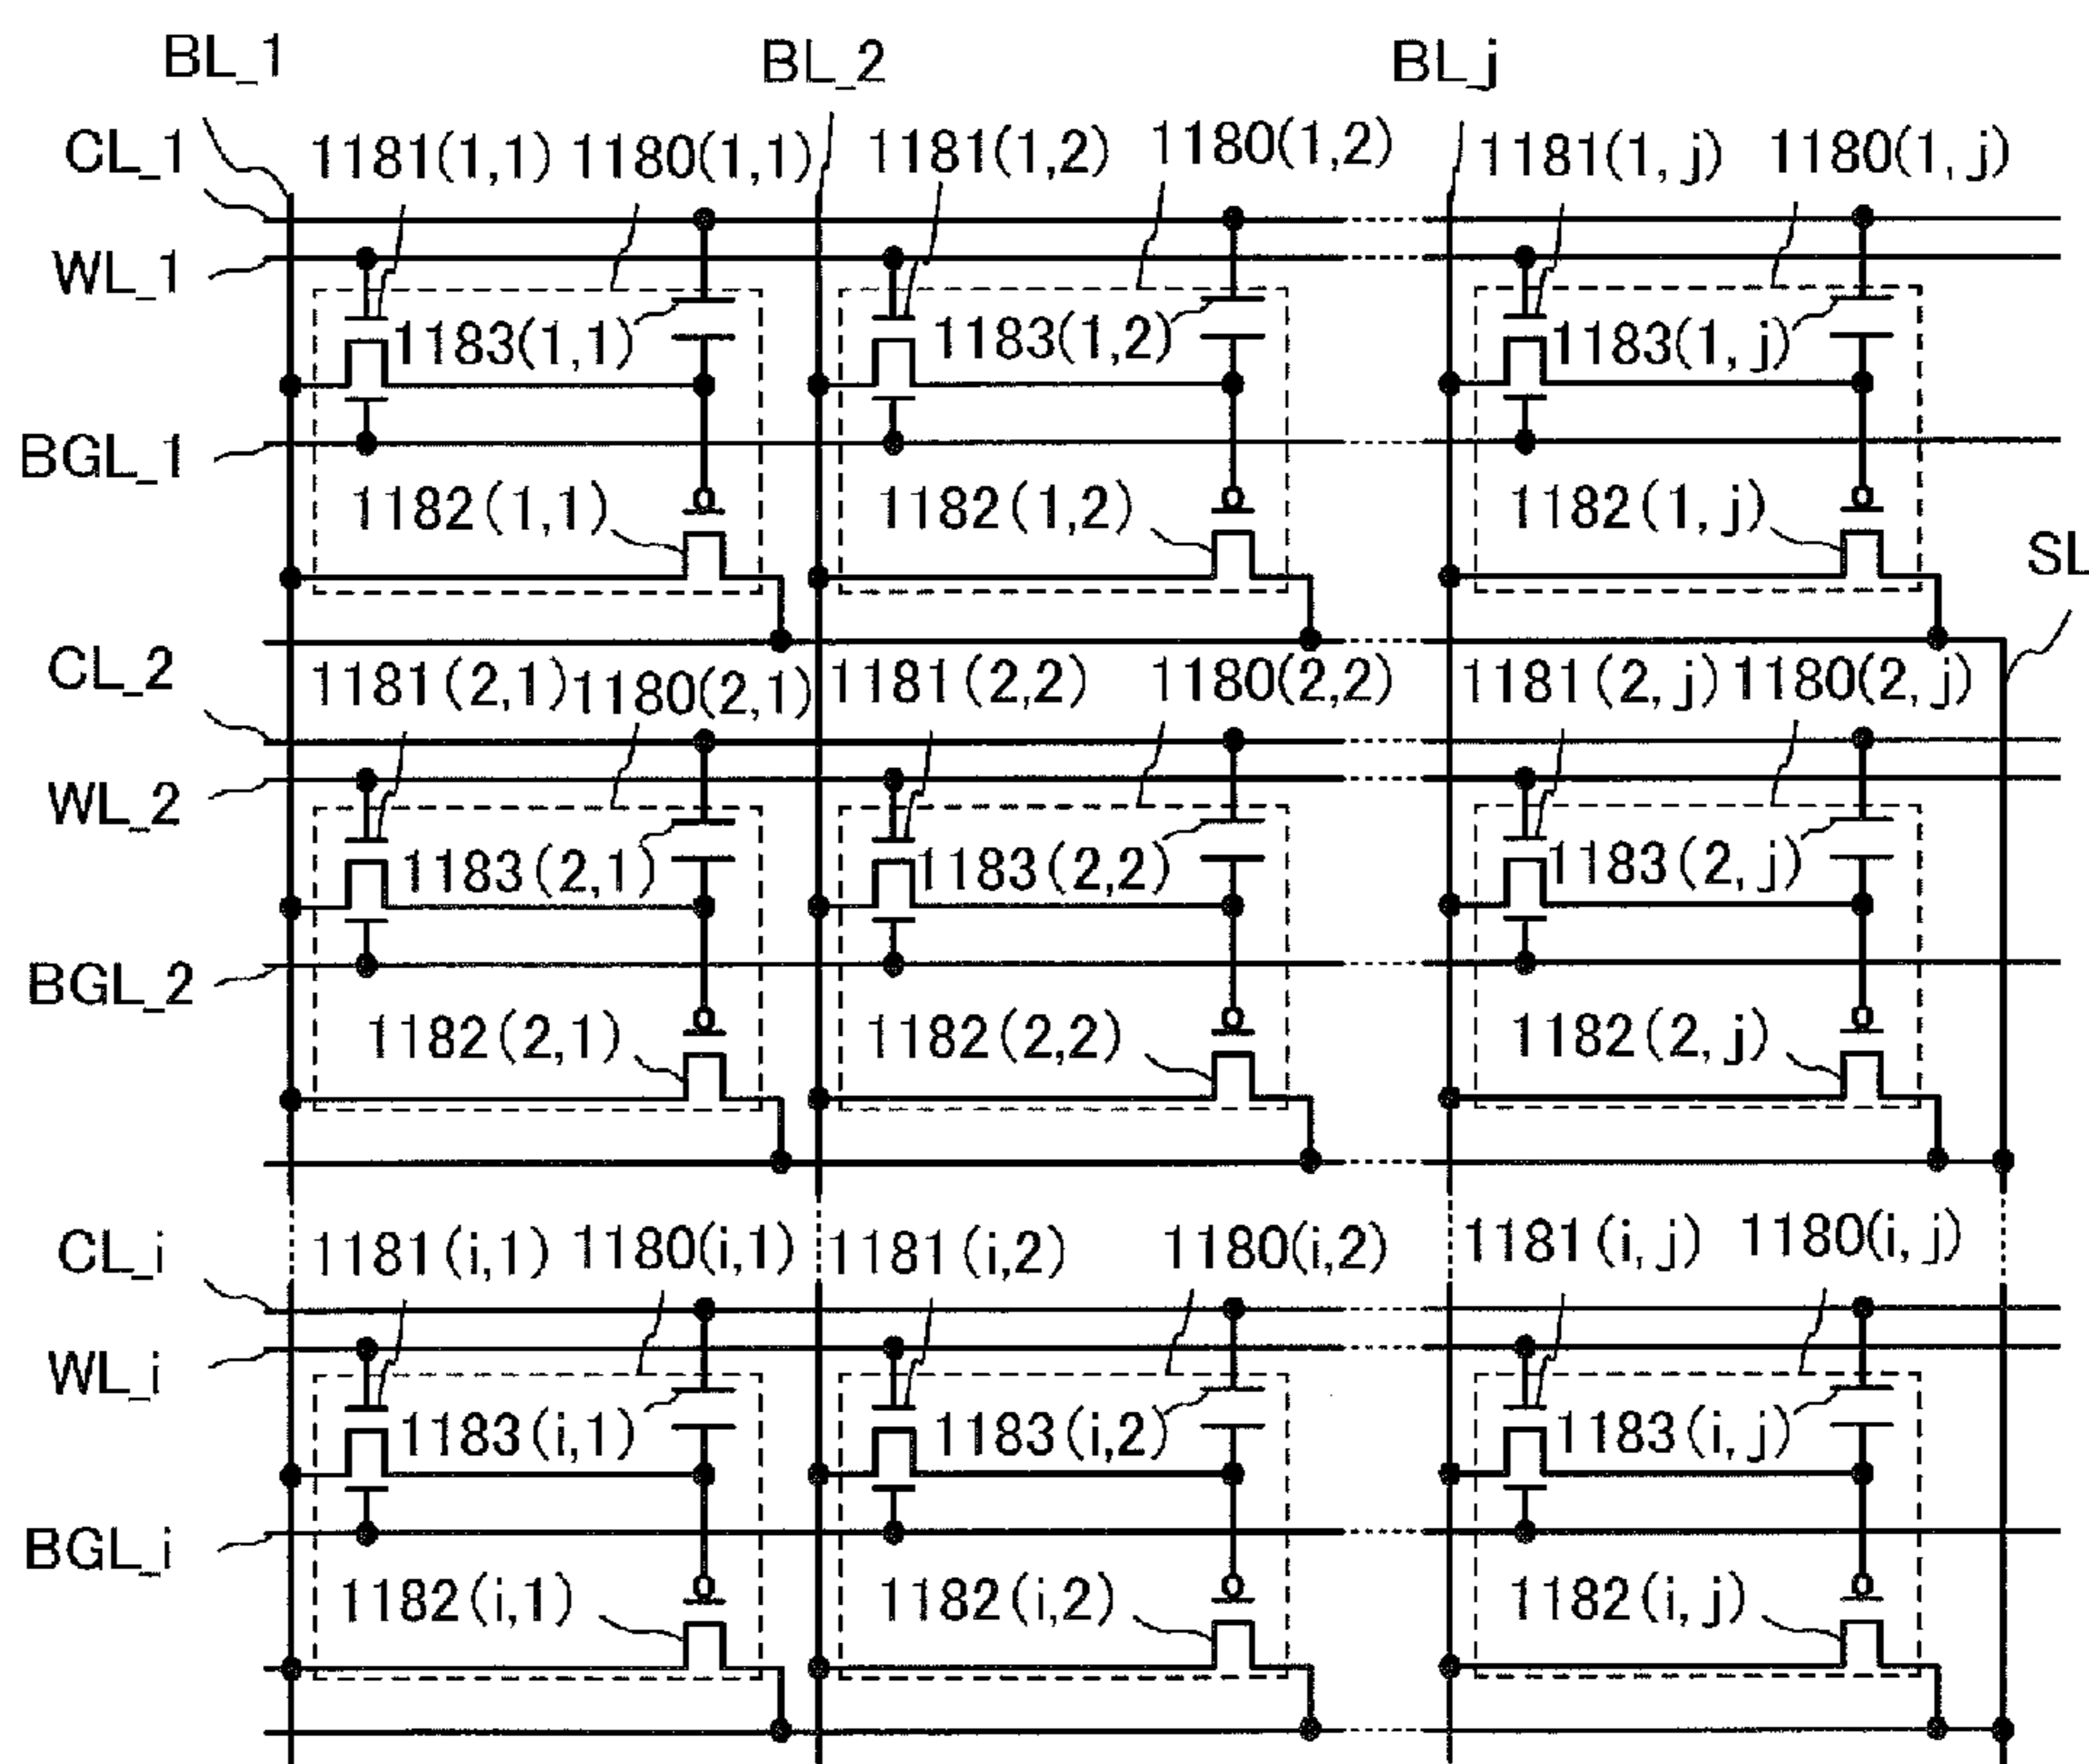 BL_1
BL_2
BL_j
CL_1
1181(1,1)
1180(1,1)
1181(1,2)
1180(1,2)
1181(1,j)
1180(1,j)
WL_1
1183(1,1)
1183(1,2)
1183(1,j)
BGL_1
1182(1,1)
1182(1,2)
1182(1,j)
SL
CL_2
1181(2,1)
1180(2,1)
1181(2,2)
1180(2,2)
1181(2,j)
1180(2,j)
WL_2
1183(2,1)
1183(2,2)
1183(2,j)
BGL_2
1182(2,1)
1182(2,2)
1182(2,j)
CL_i
1181(i,1)
1180(i,1)
1181(i,2)
1180(i,2)
1181(i,j)
1180(i,j)
WL_i
1183(i,1)
1183(i,2)
1183(i,j)
BGL_i
1182(i,1)
1182(i,2)
1182(i,j)